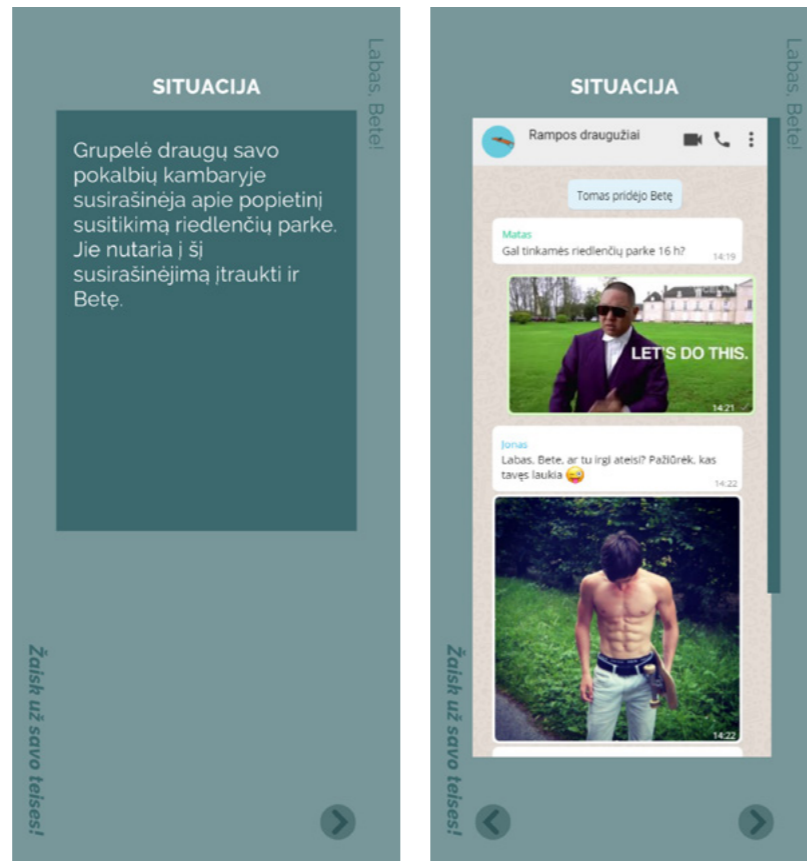 Labas, Bete!
SITUACIJA
Grupelė draugų savo
pokalbių kambaryje
susirašinėja apie popietinį
susitikimą riedlenčių parke.
Jie nutaria į šį
susirašinėjimą įtraukti ir
Betę.
Žaisk už savo teises!
Labas, Bete!
SITUACIJA
Rampos draugužiai
Tomas pridėjo Betę
Matas
Gal tinkamės riedlenčių parke 16 h?
14:19
LET'S DO THIS.
14:21
Jonas
Labas, Bete, ar tu irgi ateisi? Pažiūrėk, kas
tavęs laukia 😜
14:22
14:22
Žaisk už savo teises!